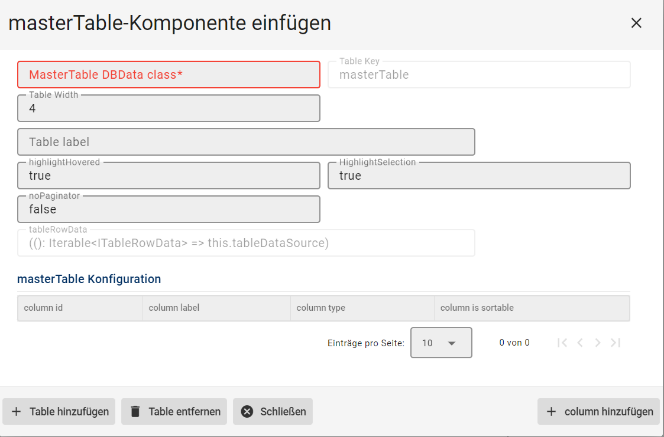 masterTable-Komponente einfügen
MasterTable DBData class*
Table Key
masterTable
Table Width
4
Table label
highlightHovered
true
HighlightSelection
true
noPaginator
false
tableRowData
((): Iterable<ITableRowData> => this.tableDataSource)
masterTable Konfiguration
column id column label column type column is sortable
Einträge pro Seite: 10 0 von 0
Table hinzufügen Table entfernen Schließen column hinzufügen